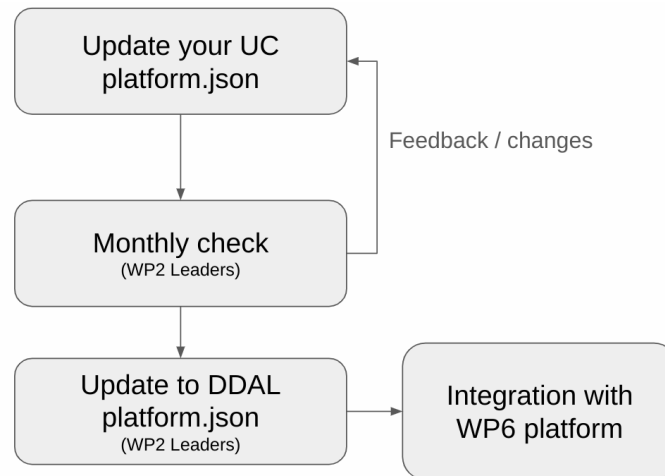 Update your UC
platform.json
Feedback / changes
Monthly check
(WP2 Leaders)
Update to DDAL
platform.json
(WP2 Leaders)
Integration with
WP6 platform